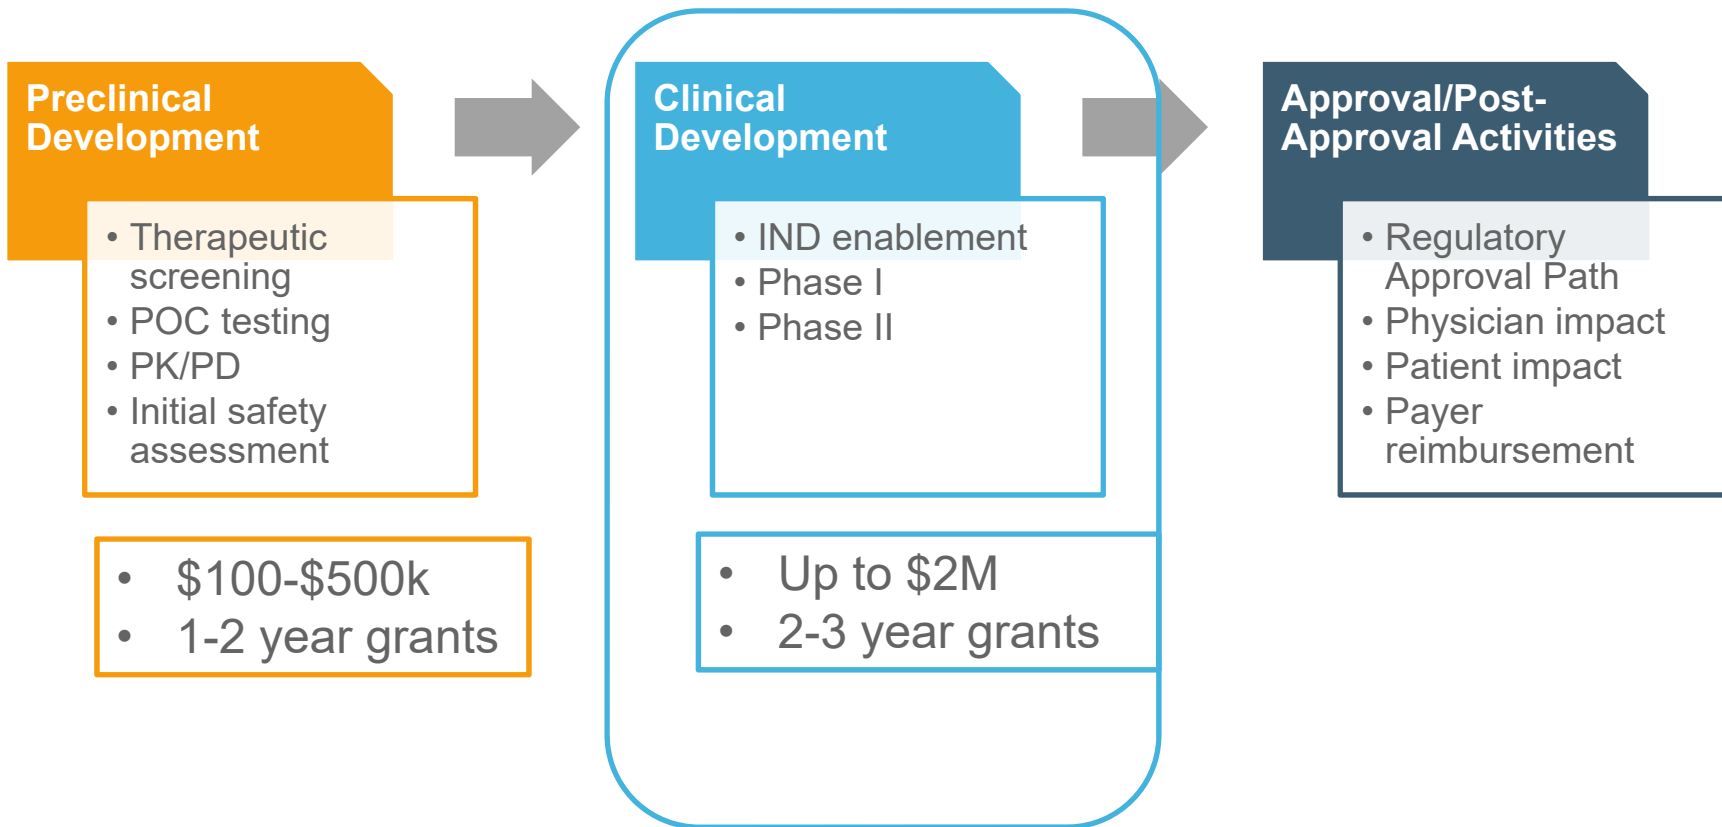 Preclinical
Development
• Therapeutic
screening
• POC testing
• PK/PD
• Initial safety
assessment
• $100-$500k
• 1-2 year grants
Clinical
Development
• IND enablement
• Phase I
• Phase II
• Up to $2M
• 2-3 year grants
Approval/Post-
Approval Activities
• Regulatory
Approval Path
• Physician impact
• Patient impact
• Payer
reimbursement